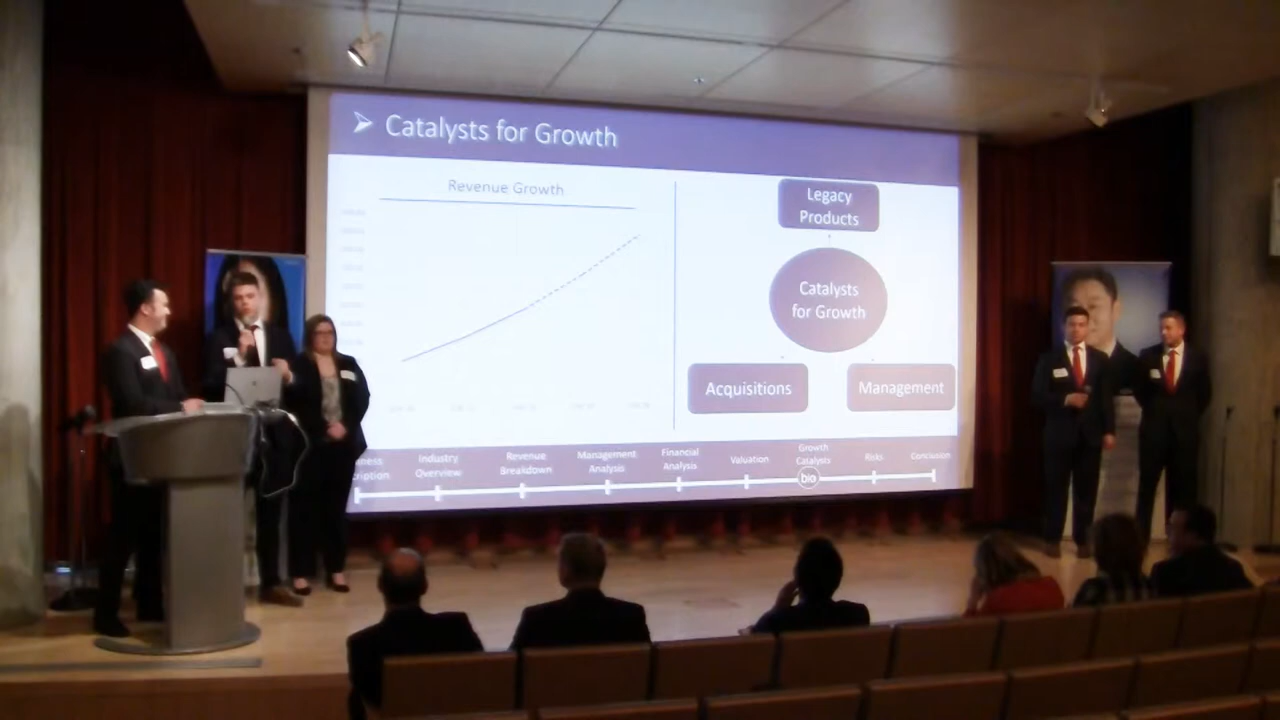 Catalysts for Growth
Revenue Growth
Legacy
Products
Catalysts
for Growth
Acquisitions
Management
Industry
Overview
Revenue
Breakdown
Management
Analysis
Financial
Analysis
Valuation
Growth
Catalysts
bio
Risks
Conclusion